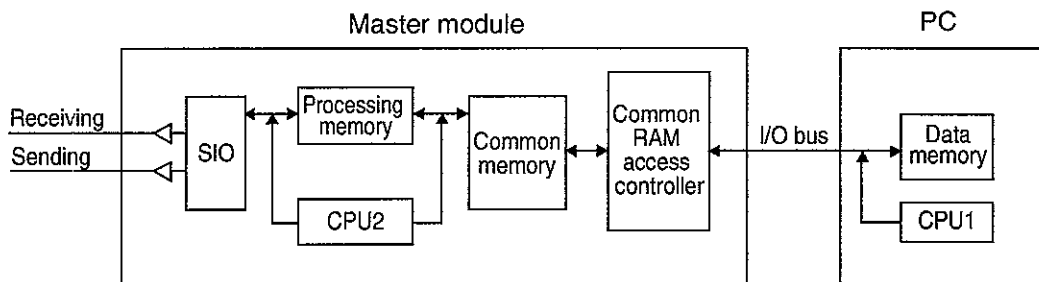 Master module
PC
Receiving
Sending
SIO
Processing
memory
CPU2
Common
memory
Common
RAM
access
controller
I/O bus
Data
memory
CPU1